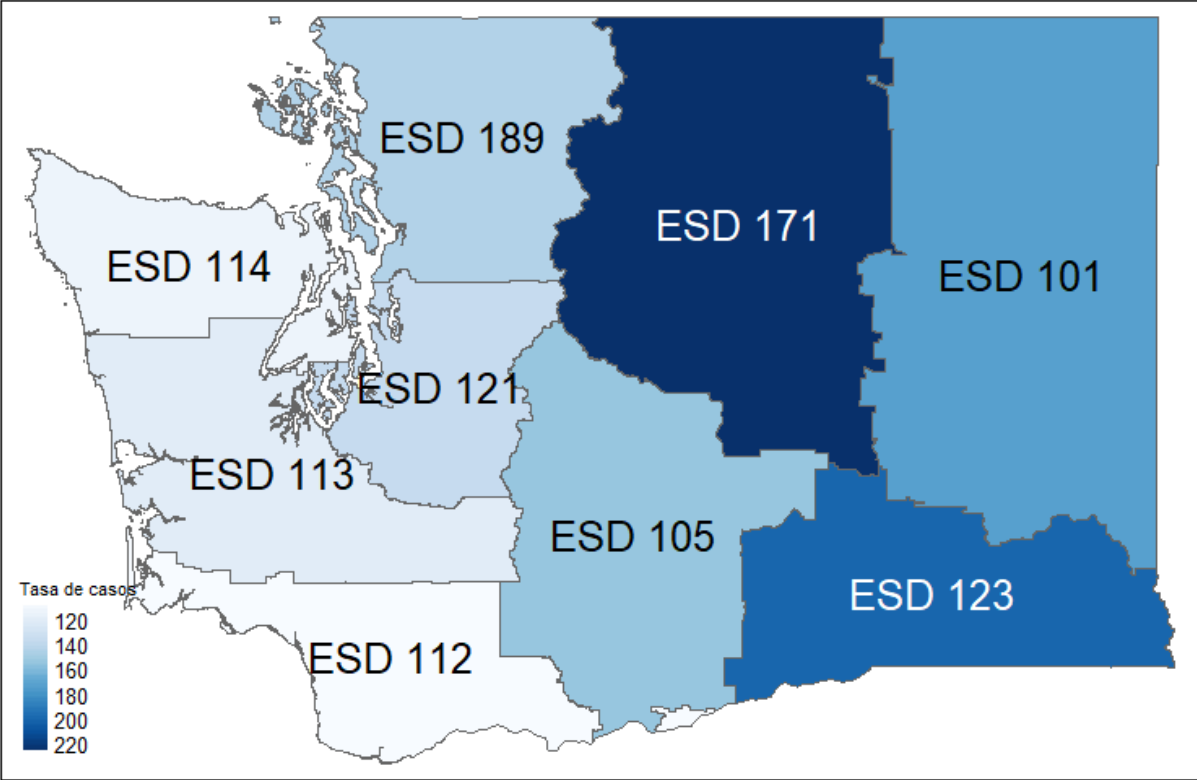 ESD 189
ESD 171
ESD 114
ESD 101
ESD 121
ESD 113
ESD 105
ESD 123
ESD 112
Tasa de casos
120
140
160
180
200
220